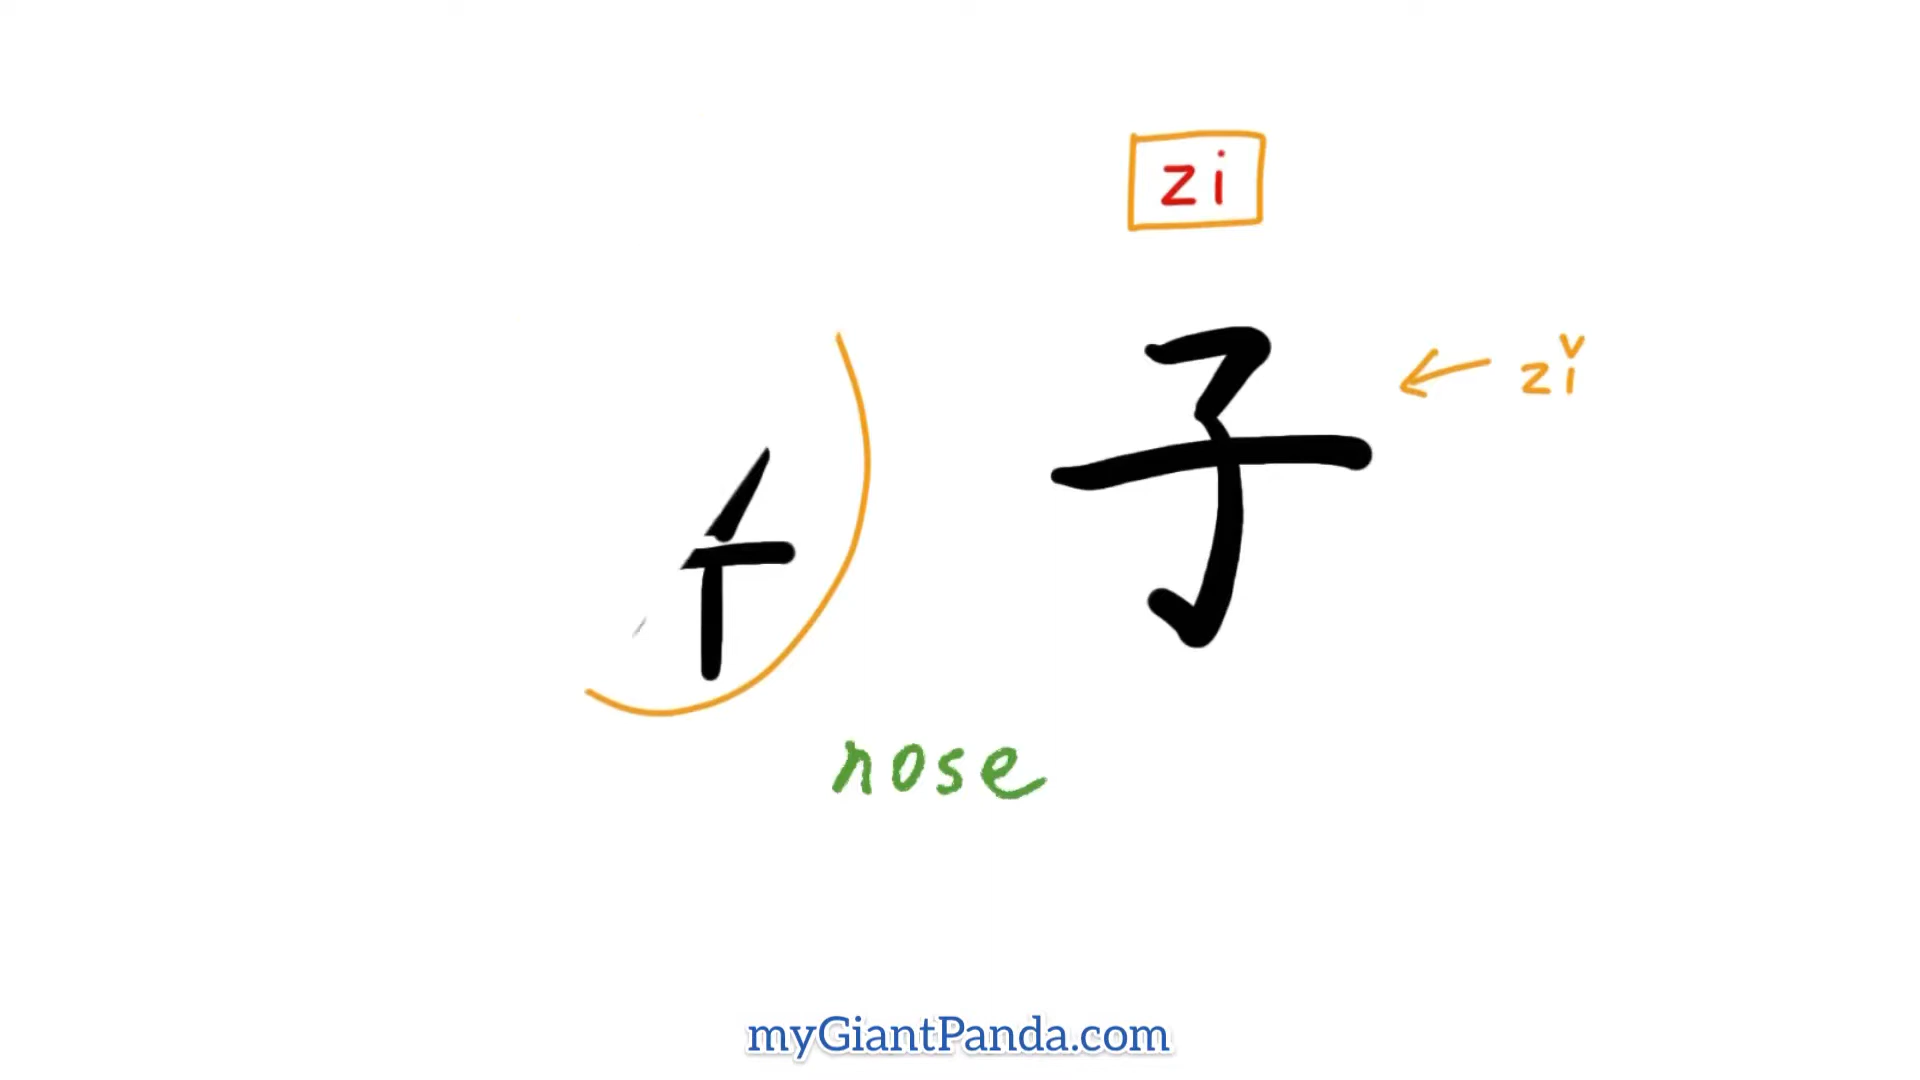 zi
子
zǐ
nose
myGiantPanda.com